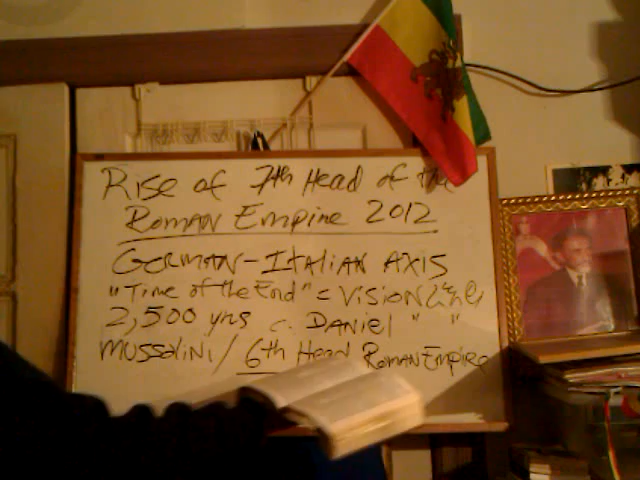 Rise of 7th Head of the
Roman Empire 2012
German-Italian Axis
"Time of the End" = Vision
2,500 yrs c. Daniel " "
Mussolini / 6th Head Roman Empire